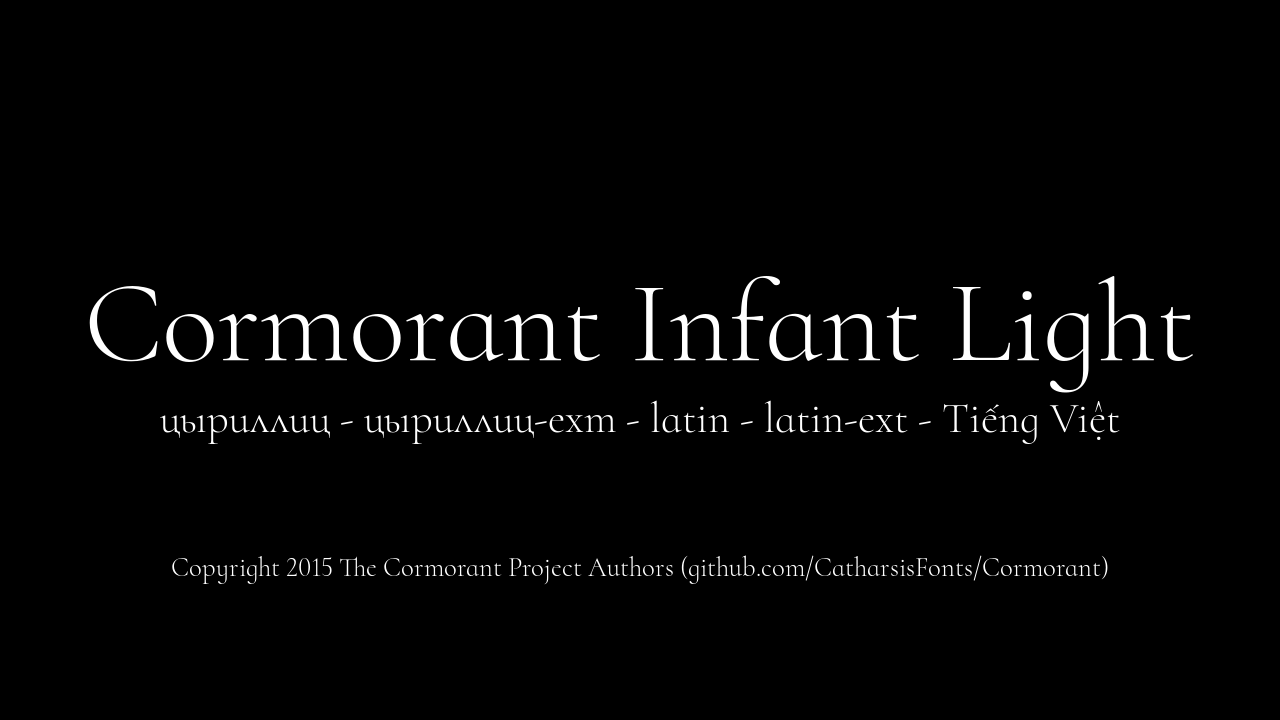 Cormorant Infant Light
цыриллиц - цыриллиц-ехт - latin - latin-ext - Tiếng Việt
Copyright 2015 The Cormorant Project Authors (github.com/CatharsisFonts/Cormorant)